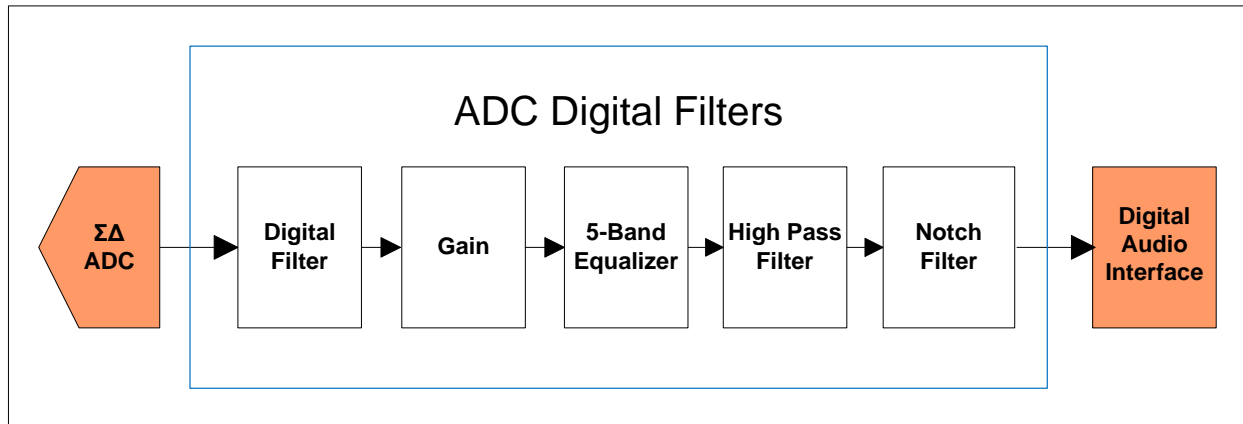 ADC Digital Filters
ΣΔ
ADC
Digital
Filter
Gain
5-Band
Equalizer
High Pass
Filter
Notch
Filter
Digital
Audio
Interface